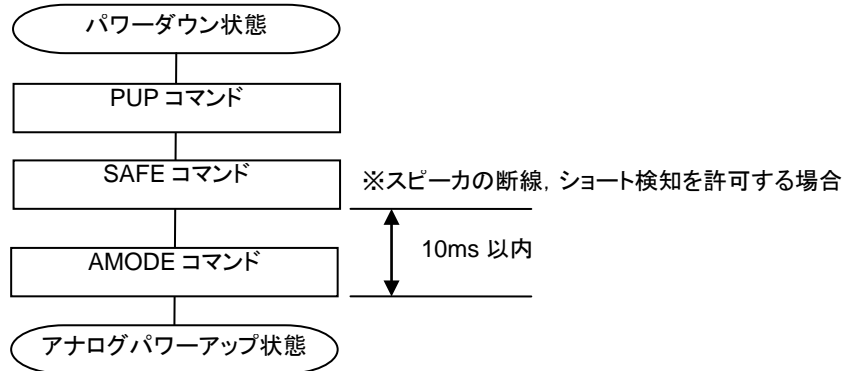 パワーダウン状態
PUP コマンド
SAFE コマンド
※スピーカの断線，ショート検知を許可する場合
10ms 以内
AMODE コマンド
アナログパワーアップ状態